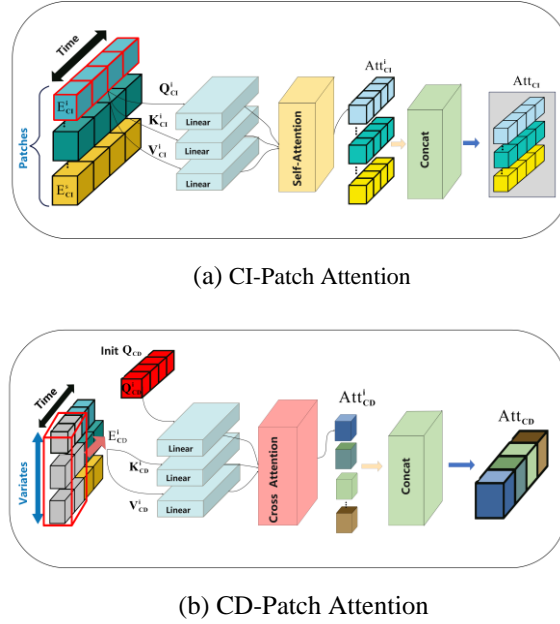 Time
Patches
E^i_CI
⋮
E^i_CI
Q^i_CI
K^i_CI
V^i_CI
Linear
Linear
Linear
Self-Attention
Att^i_CI
⋮
⋮
Concat
Att_CI
⋮
(a) CI-Patch Attention
Init Q_CD
Time
Variates
E^i_CD
K^i_CD
V^i_CD
Linear
Linear
Linear
Cross Attention
Att^i_CD
⋮
Concat
Att_CD
(b) CD-Patch Attention